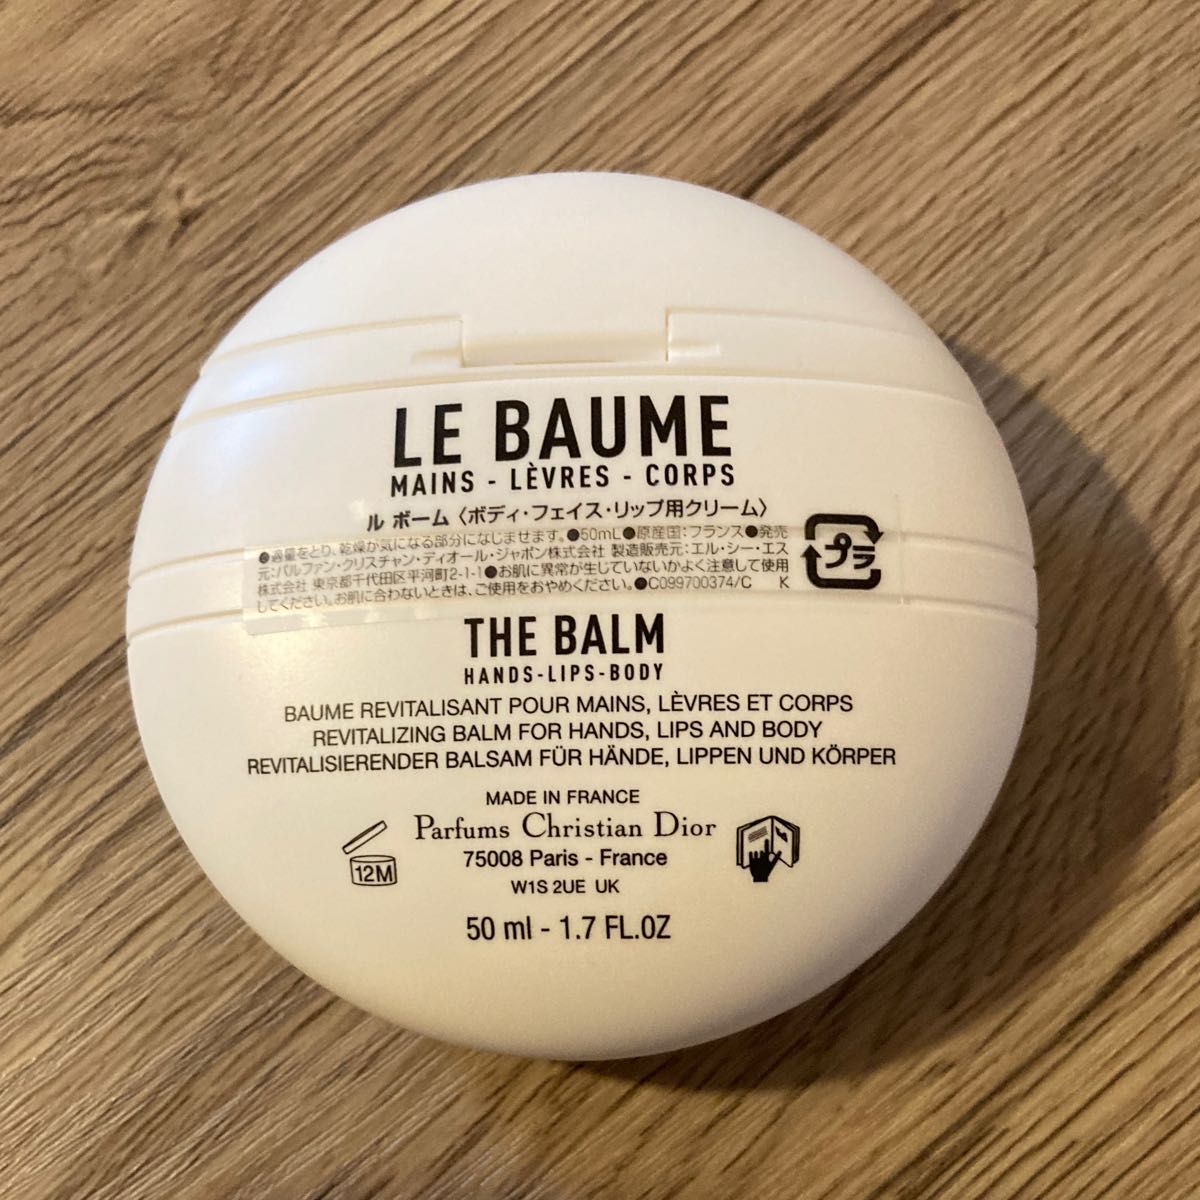 LE BAUME
MAINS - LÈVRES - CORPS
ル ボーム〈ボディ・フェイス・リップ用クリーム〉
●適量をとり、乾燥が気になる部分になじませます。●50mL●原産国:フランス●発売
元:パルファン・クリスチャン・ディオール・ジャポン株式会社 製造販売元:エル・シー・エス
株式会社 東京都千代田区平河町2-1-1●お肌に異常が生じていないかよく注意して使用
してください。お肌に合わないときは、ご使用をおやめください。●C099700374/C K
プラ
THE BALM
HANDS-LIPS-BODY
BAUME REVITALISANT POUR MAINS, LÈVRES ET CORPS
REVITALIZING BALM FOR HANDS, LIPS AND BODY
REVITALISIERENDER BALSAM FÜR HÄNDE, LIPPEN UND KÖRPER
MADE IN FRANCE
Parfums Christian Dior
12M
75008 Paris - France
W1S 2UE UK
50 ml - 1.7 FL.OZ